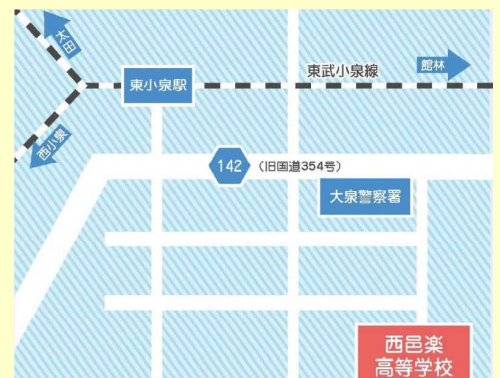 太田
東武小泉線
館林
東小泉駅
西小泉
142
(旧国道354号)
大泉警察署
西邑楽
高等学校